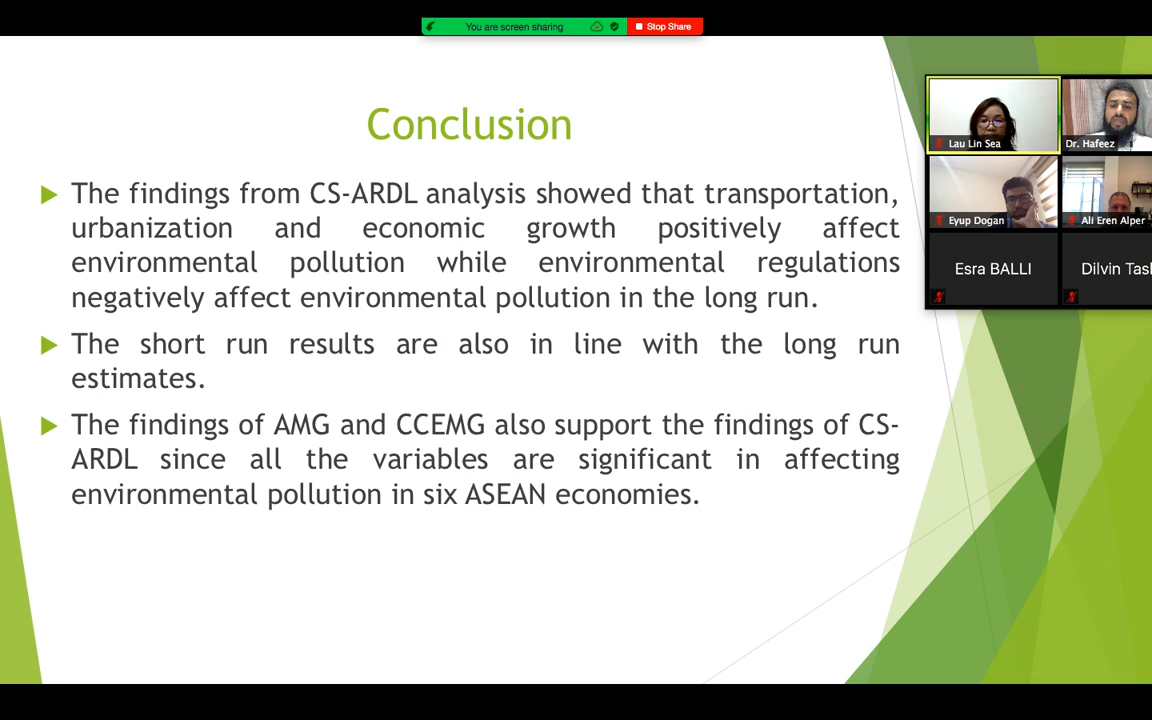 You are screen sharing
Stop Share
Conclusion
The findings from CS-ARDL analysis showed that transportation,
urbanization and economic growth positively affect
environmental pollution while environmental regulations
negatively affect environmental pollution in the long run.
The short run results are also in line with the long run
estimates.
The findings of AMG and CCEMG also support the findings of CS-
ARDL since all the variables are significant in affecting
environmental pollution in six ASEAN economies.
Lau Lin Sea
Dr. Hafeez
Eyup Dogan
Ali Eren Alper
Esra BALLI
Dilvin